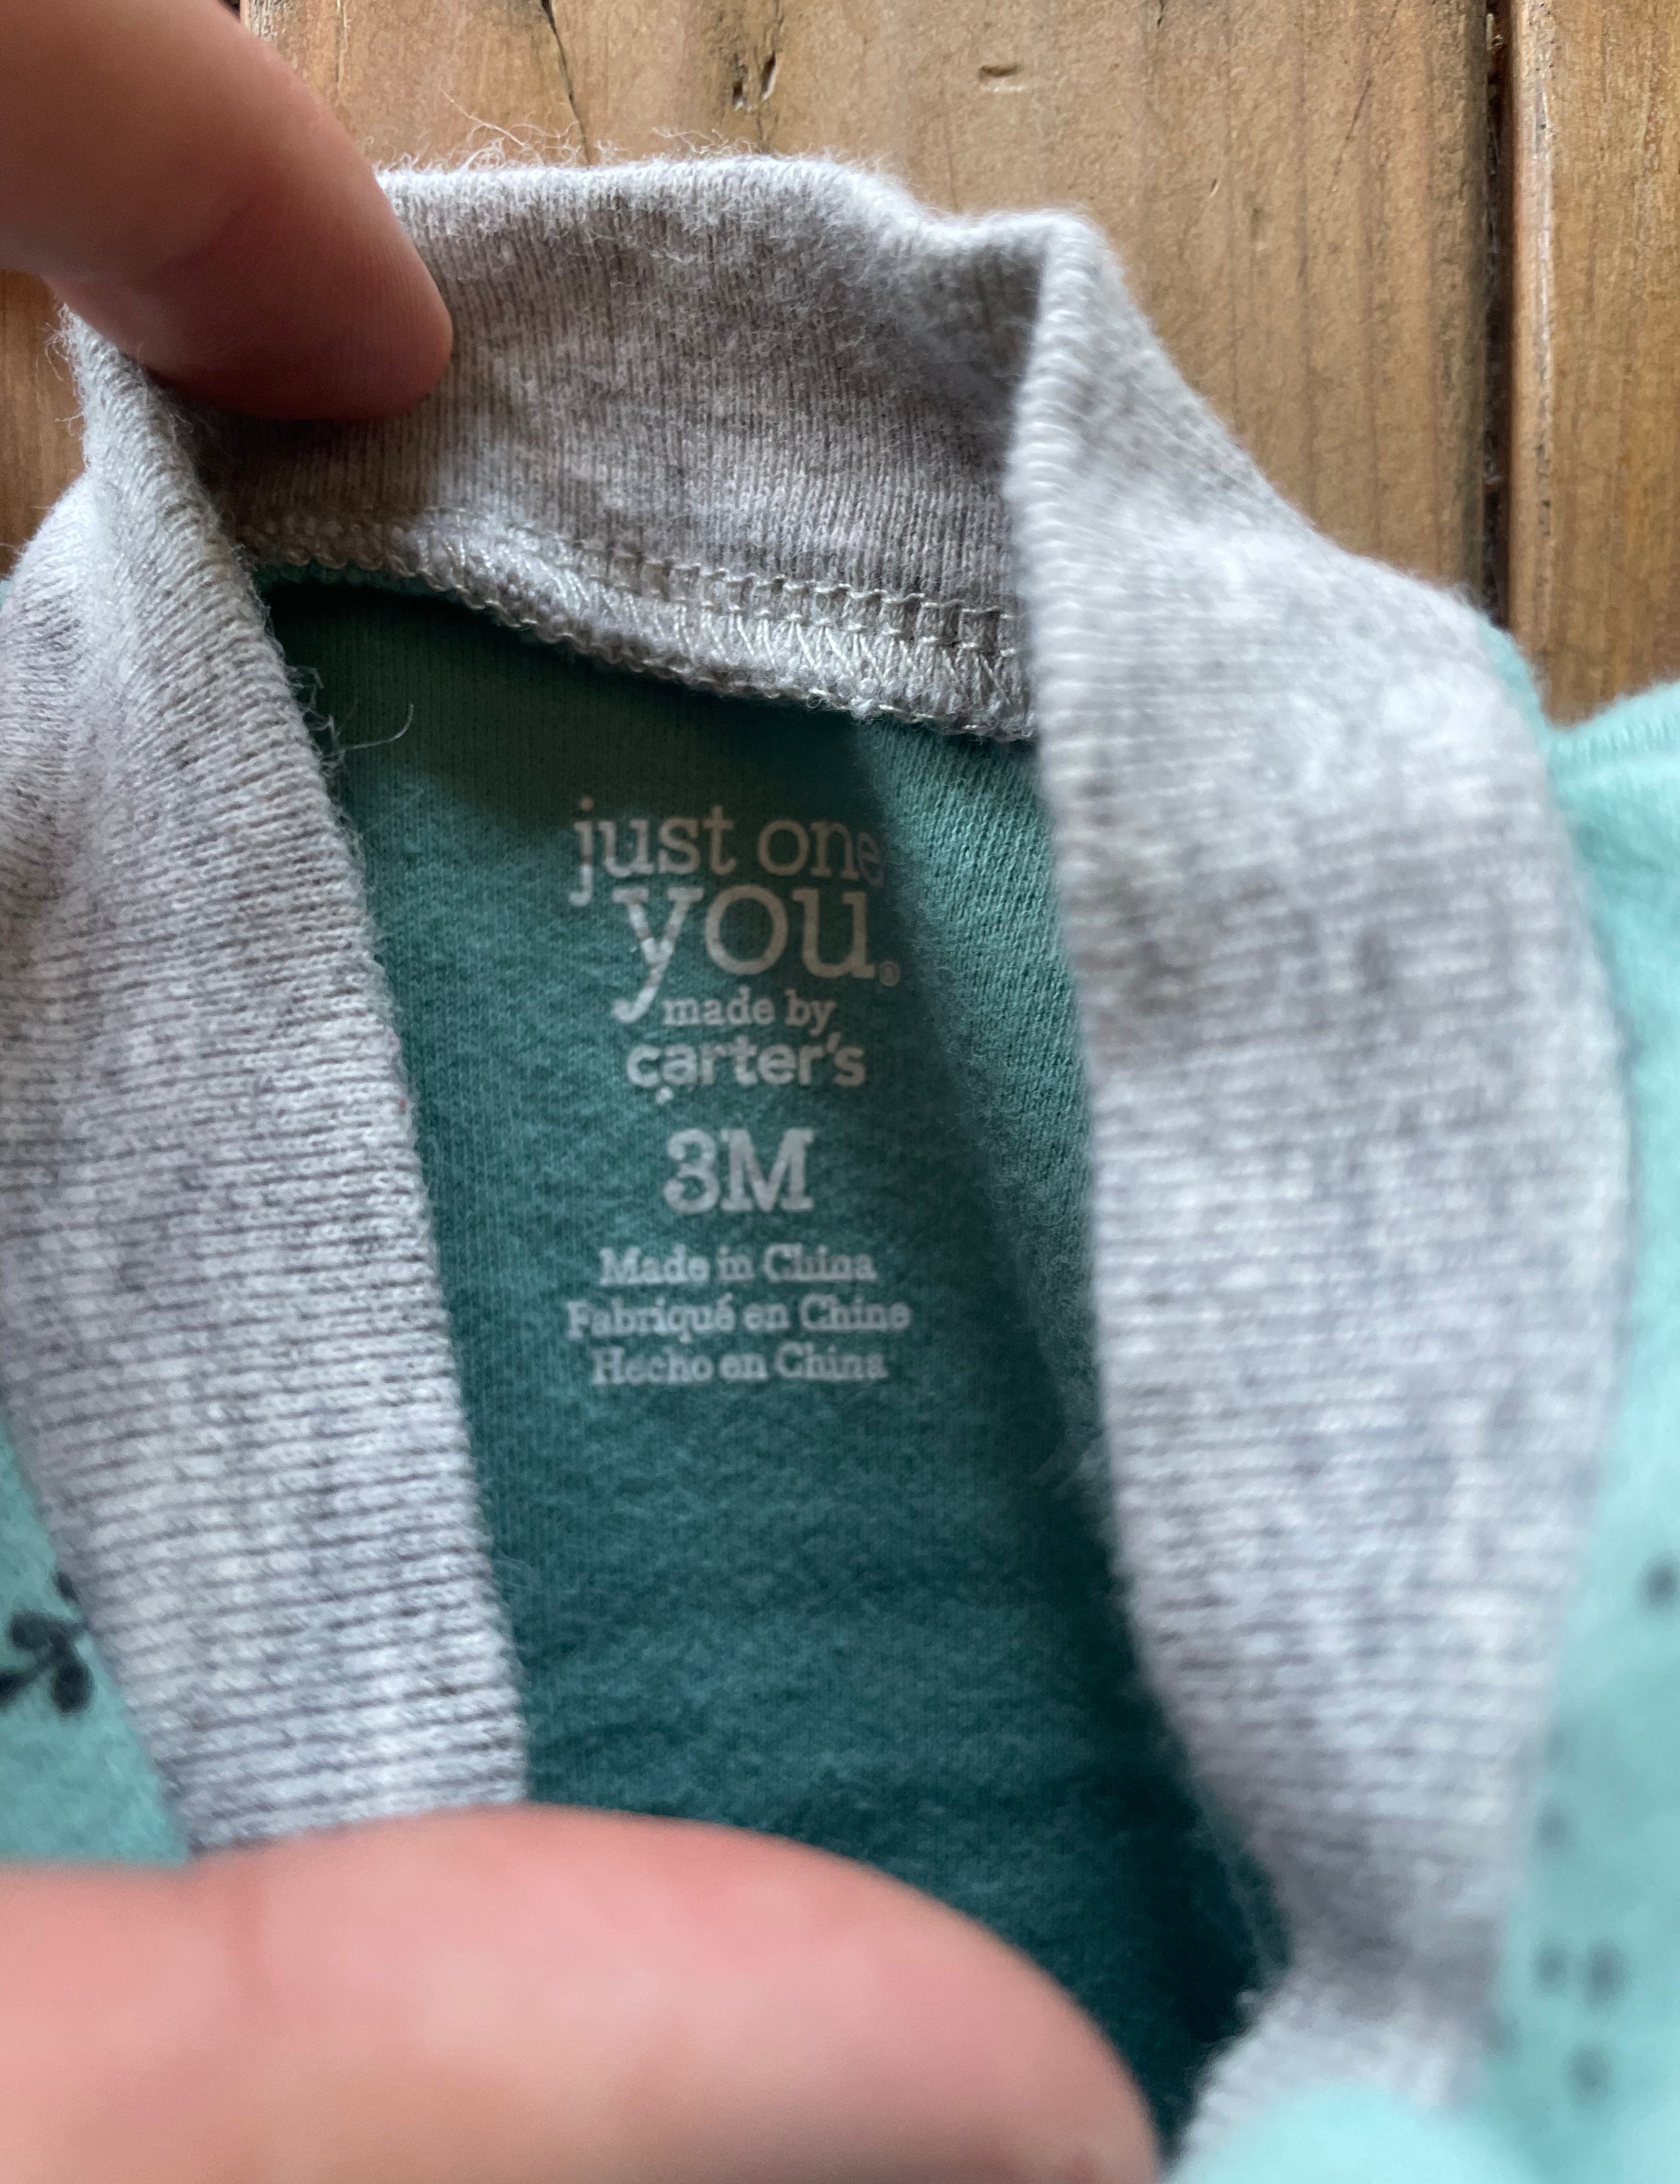 just one
you®
made by
carter's
3M
Made in China
Fabriqué en Chine
Hecho en China